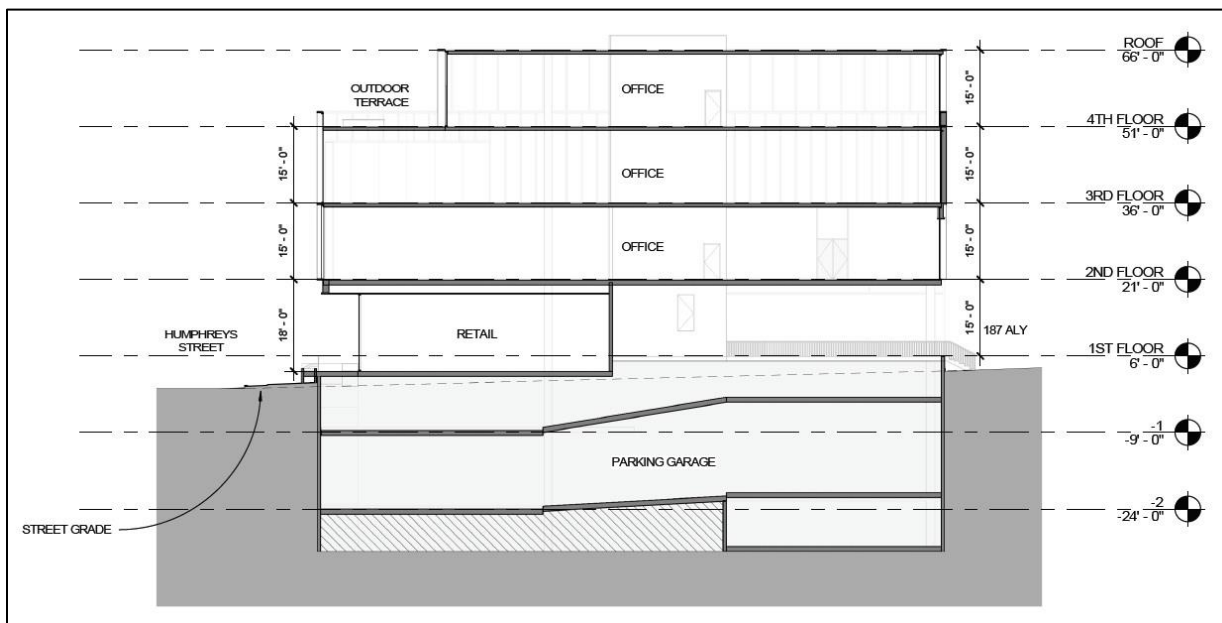 ROOF
66' - 0"
OUTDOOR
TERRACE
OFFICE
15' - 0"
4TH FLOOR
51' - 0"
15' - 0"
OFFICE
15' - 0"
3RD FLOOR
36' - 0"
15' - 0"
OFFICE
15' - 0"
2ND FLOOR
21' - 0"
HUMPHREYS
STREET
18' - 0"
RETAIL
15' - 0"
187 ALY
1ST FLOOR
6' - 0"
-1
-9' - 0"
PARKING GARAGE
-2
-24' - 0"
STREET GRADE